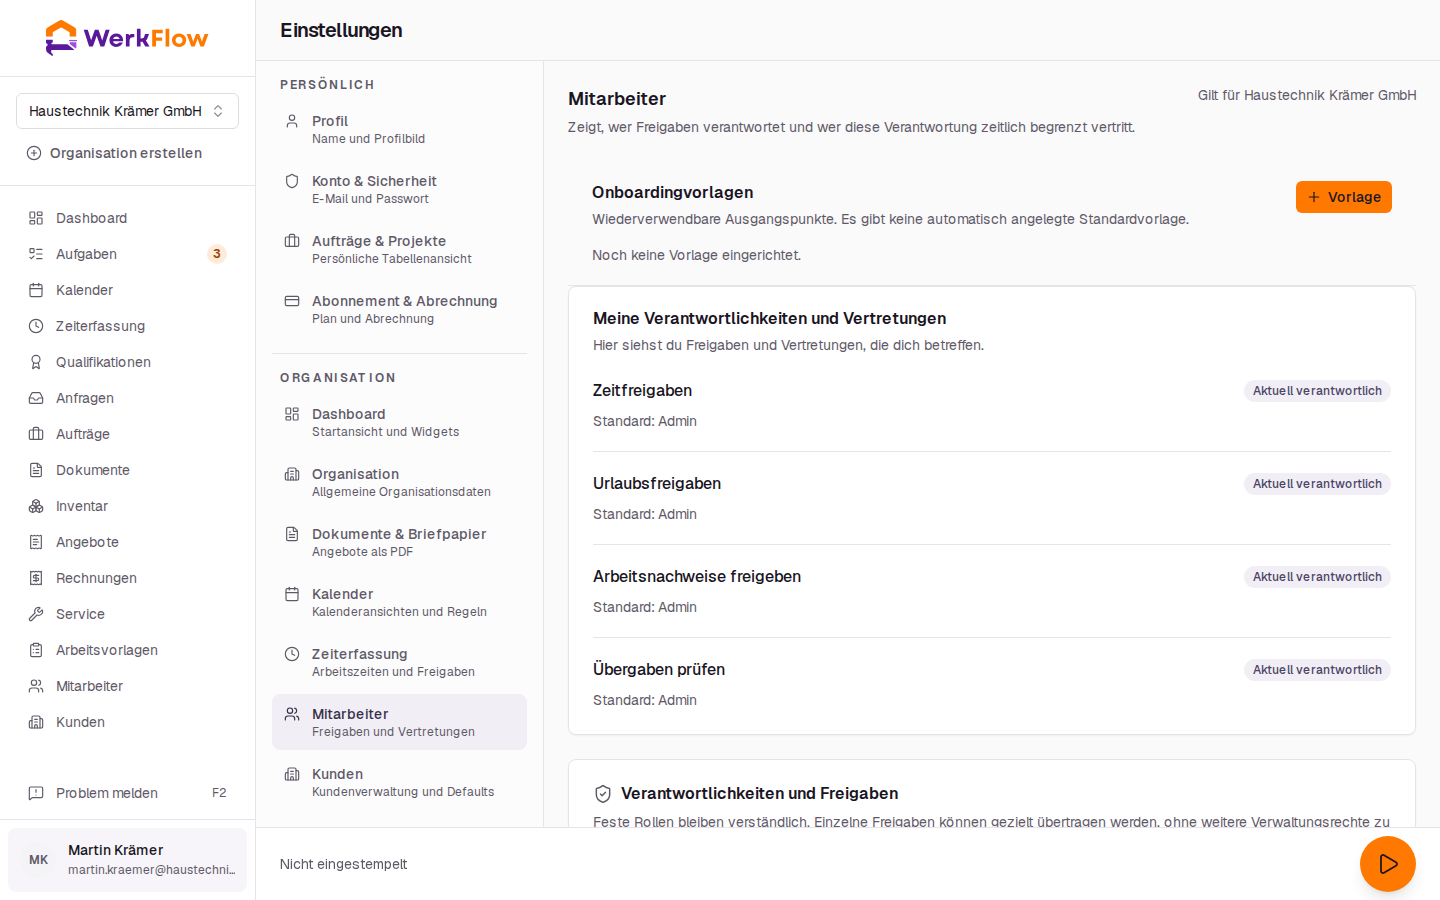 WerkFlow
Haustechnik Krämer GmbH
Organisation erstellen
Dashboard
Aufgaben
3
Kalender
Zeiterfassung
Qualifikationen
Anfragen
Aufträge
Dokumente
Inventar
Angebote
Rechnungen
Service
Arbeitsvorlagen
Mitarbeiter
Kunden
Problem melden
F2
MK
Martin Krämer
martin.kraemer@haustechni...
Einstellungen
PERSÖNLICH
Profil
Name und Profilbild
Konto & Sicherheit
E-Mail und Passwort
Aufträge & Projekte
Persönliche Tabellenansicht
Abonnement & Abrechnung
Plan und Abrechnung
ORGANISATION
Dashboard
Startansicht und Widgets
Organisation
Allgemeine Organisationsdaten
Dokumente & Briefpapier
Angebote als PDF
Kalender
Kalenderansichten und Regeln
Zeiterfassung
Arbeitszeiten und Freigaben
Mitarbeiter
Freigaben und Vertretungen
Kunden
Kundenverwaltung und Defaults
Mitarbeiter
Gilt für Haustechnik Krämer GmbH
Zeigt, wer Freigaben verantwortet und wer diese Verantwortung zeitlich begrenzt vertritt.
Onboardingvorlagen
Vorlage
Wiederverwendbare Ausgangspunkte. Es gibt keine automatisch angelegte Standardvorlage.
Noch keine Vorlage eingerichtet.
Meine Verantwortlichkeiten und Vertretungen
Hier siehst du Freigaben und Vertretungen, die dich betreffen.
Zeitfreigaben
Aktuell verantwortlich
Standard: Admin
Urlaubsfreigaben
Aktuell verantwortlich
Standard: Admin
Arbeitsnachweise freigeben
Aktuell verantwortlich
Standard: Admin
Übergaben prüfen
Aktuell verantwortlich
Standard: Admin
Verantwortlichkeiten und Freigaben
Feste Rollen bleiben verständlich. Einzelne Freigaben können gezielt übertragen werden, ohne weitere Verwaltungsrechte zu
Nicht eingestempelt